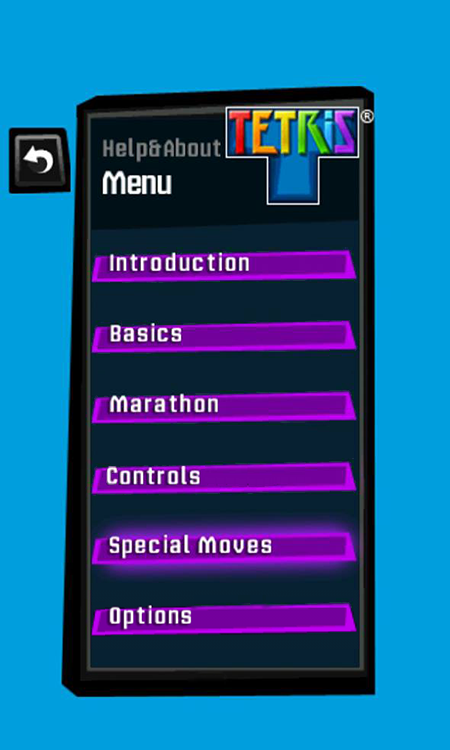 TETRIS®
Help&About
Menu
Introduction
Basics
Marathon
Controls
Special Moves
Options